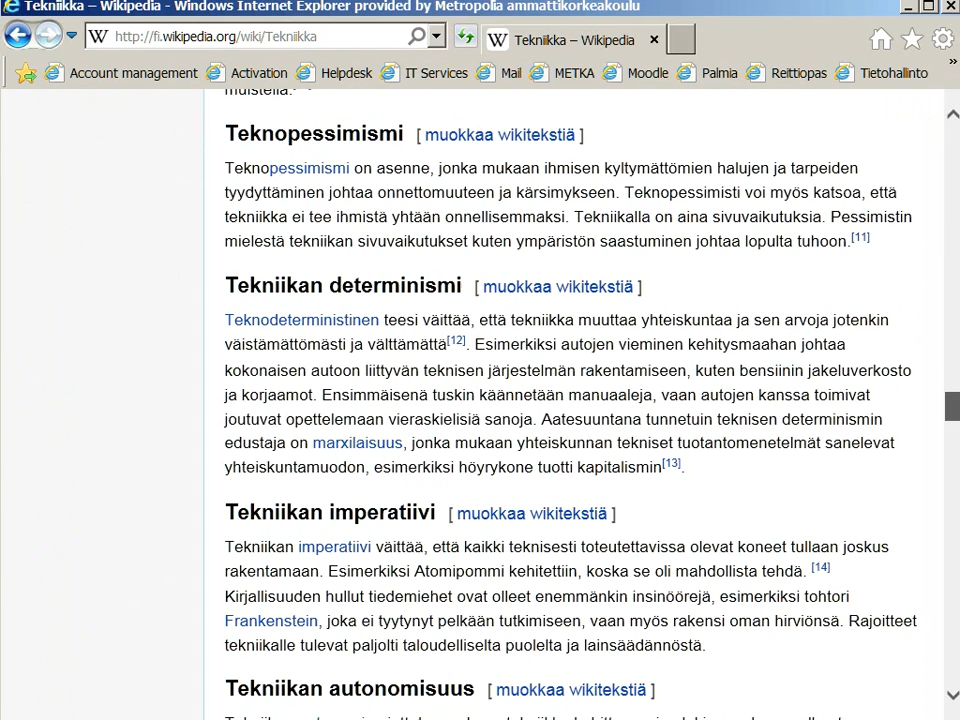 Tekniikka – Wikipedia - Windows Internet Explorer provided by Metropolia ammattikorkeakoulu
http://fi.wikipedia.org/wiki/Tekniikka
Tekniikka – Wikipedia
Account management Activation Helpdesk IT Services Mail METKA Moodle Palmia Reittiopas Tietohallinto
muistella.
Teknopessimismi [ muokkaa wikitekstiä ]
Teknopessimismi on asenne, jonka mukaan ihmisen kyltymättömien halujen ja tarpeiden
tyydyttäminen johtaa onnettomuuteen ja kärsimykseen. Teknopessimisti voi myös katsoa, että
tekniikka ei tee ihmistä yhtään onnellisemmaksi. Tekniikalla on aina sivuvaikutuksia. Pessimistin
mielestä tekniikan sivuvaikutukset kuten ympäristön saastuminen johtaa lopulta tuhoon.[11]
Tekniikan determinismi [ muokkaa wikitekstiä ]
Teknodeterministinen teesi väittää, että tekniikka muuttaa yhteiskuntaa ja sen arvoja jotenkin
väistämättömästi ja välttämättä[12]. Esimerkiksi autojen vieminen kehitysmaahan johtaa
kokonaisen autoon liittyvän teknisen järjestelmän rakentamiseen, kuten bensiinin jakeluverkosto
ja korjaamot. Ensimmäisenä tuskin käännetään manuaaleja, vaan autojen kanssa toimivat
joutuvat opettelemaan vieraskielisiä sanoja. Aatesuuntana tunnetuin teknisen determinismin
edustaja on marxilaisuus, jonka mukaan yhteiskunnan tekniset tuotantomenetelmät sanelevat
yhteiskuntamuodon, esimerkiksi höyrykone tuotti kapitalismin[13].
Tekniikan imperatiivi [ muokkaa wikitekstiä ]
Tekniikan imperatiivi väittää, että kaikki teknisesti toteutettavissa olevat koneet tullaan joskus
rakentamaan. Esimerkiksi Atomipommi kehitettiin, koska se oli mahdollista tehdä. [14]
Kirjallisuuden hullut tiedemiehet ovat olleet enemmänkin insinöörejä, esimerkiksi tohtori
Frankenstein, joka ei tyytynyt pelkään tutkimiseen, vaan myös rakensi oman hirviönsä. Rajoitteet
tekniikalle tulevat paljolti taloudelliselta puolelta ja lainsäädännöstä.
Tekniikan autonomisuus [ muokkaa wikitekstiä ]